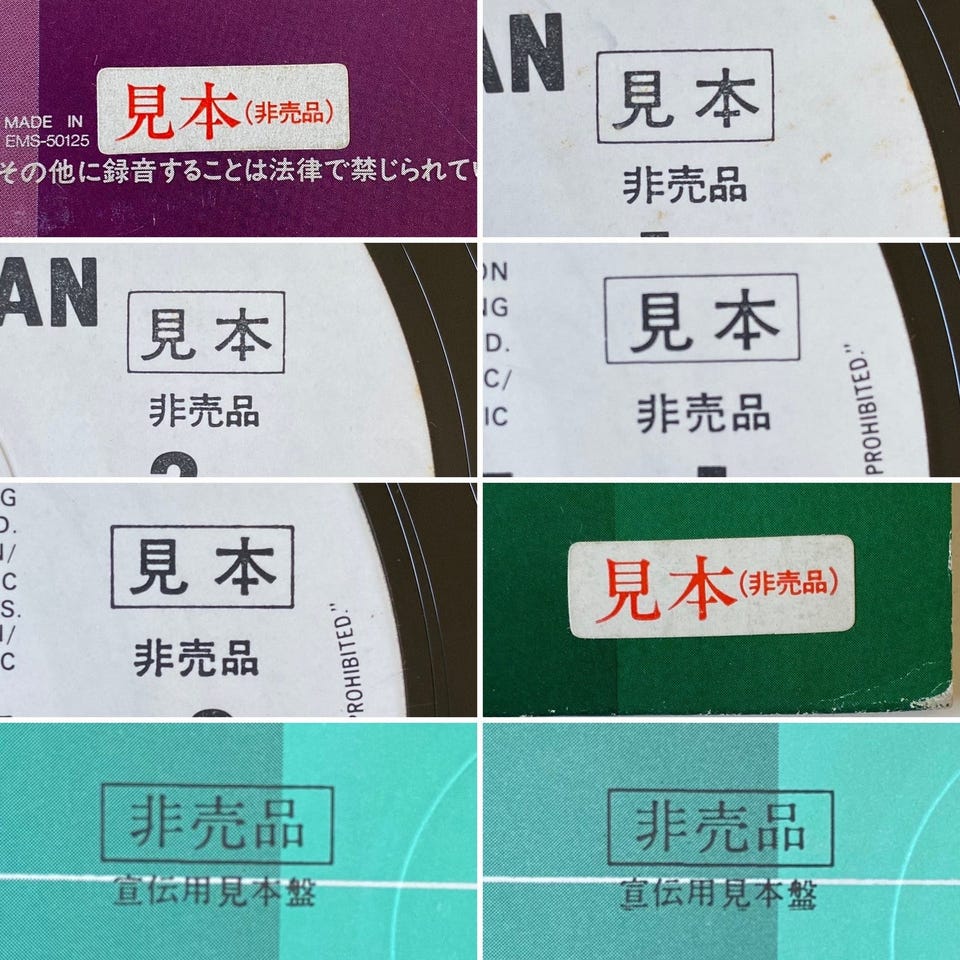 見本(非売品)
MADE IN
EMS-50125
その他に録音することは法律で禁じられてい
AN
見本
非売品
AN
見本
非売品
2
ON
NG
D.
C/
IC
見本
非売品
PROHIBITED."
G
D.
N/
C
S.
N/
C
見本
非売品
PROHIBITED."
見本(非売品)
非売品
宣伝用見本盤
非売品
宣伝用見本盤